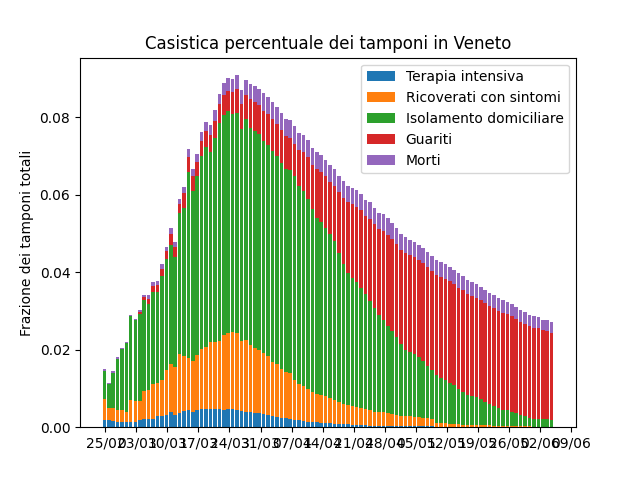 Casistica percentuale dei tamponi in Veneto
Terapia intensiva
Ricoverati con sintomi
Isolamento domiciliare
Guariti
Morti
Frazione dei tamponi totali
0.08
0.06
0.04
0.02
0.00
25/02 03/03 10/03 17/03 24/03 31/03 07/04 14/04 21/04 28/04 05/05 12/05 19/05 26/05 02/06 09/06